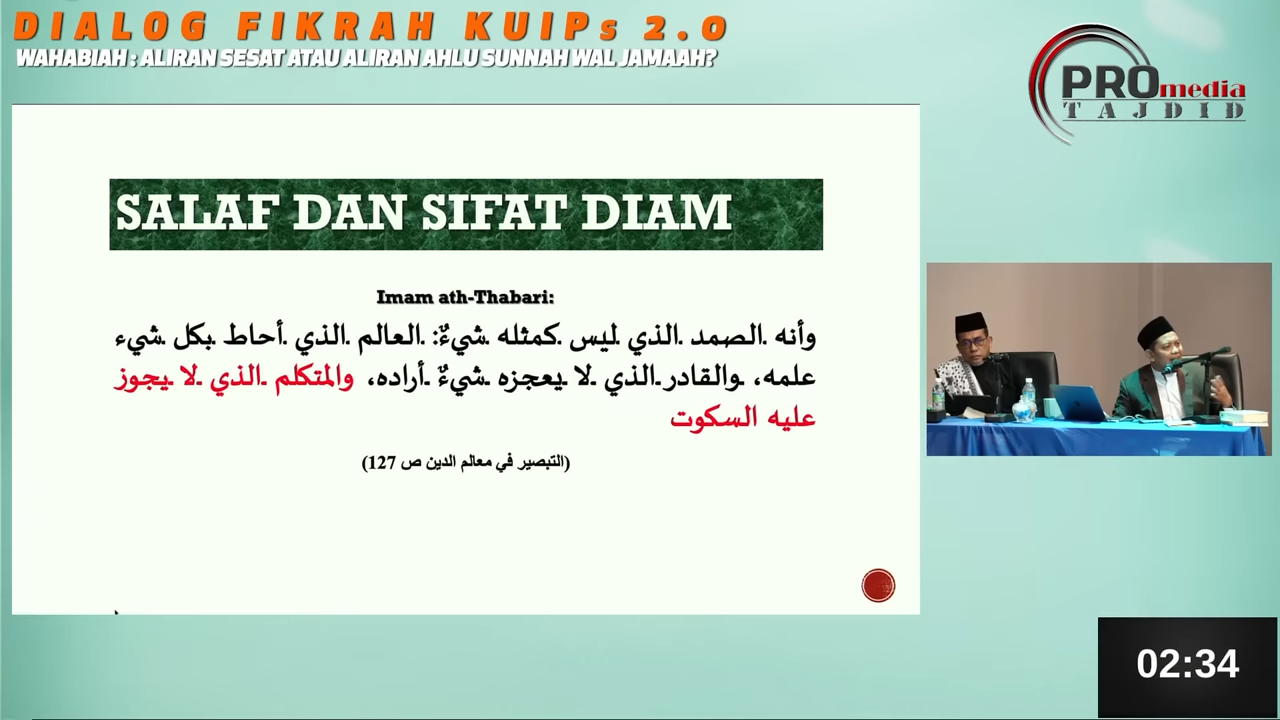 DIALOG FIKRAH KUIPs 2.0
WAHABIAH : ALIRAN SESAT ATAU ALIRAN AHLU SUNNAH WAL JAMAAH?
PROmedia
TAJDID
SALAF DAN SIFAT DIAM
Imam ath-Thabari:
وأنه الصمد الذي ليس كمثله شيءٌ: العالم الذي أحاط بكل شيء
علمه، والقادر الذي لا يعجزه شيءٌ أراده، والمتكلم الذي لا يجوز
عليه السكوت
(التبصير في معالم الدين ص 127)
02:34